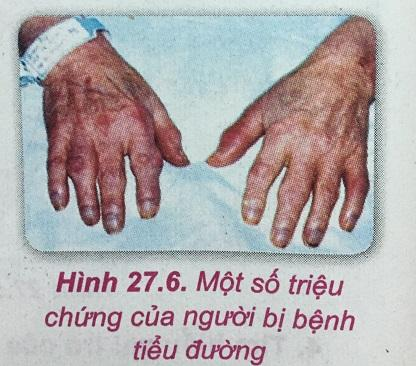 Hình 27.6. Một số triệu
chứng của người bị bệnh
tiểu đường